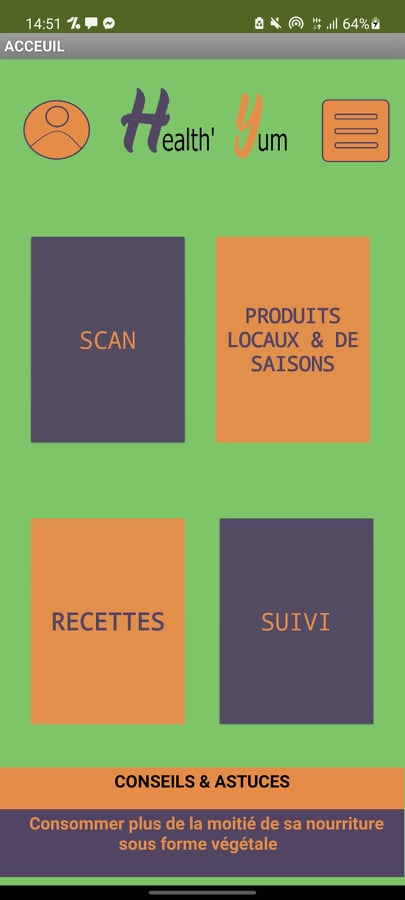 14:51 64%
ACCEUIL
Health' Yum
SCAN
PRODUITS
LOCAUX & DE
SAISONS
RECETTES
SUIVI
CONSEILS & ASTUCES
Consommer plus de la moitié de sa nourriture
sous forme végétale